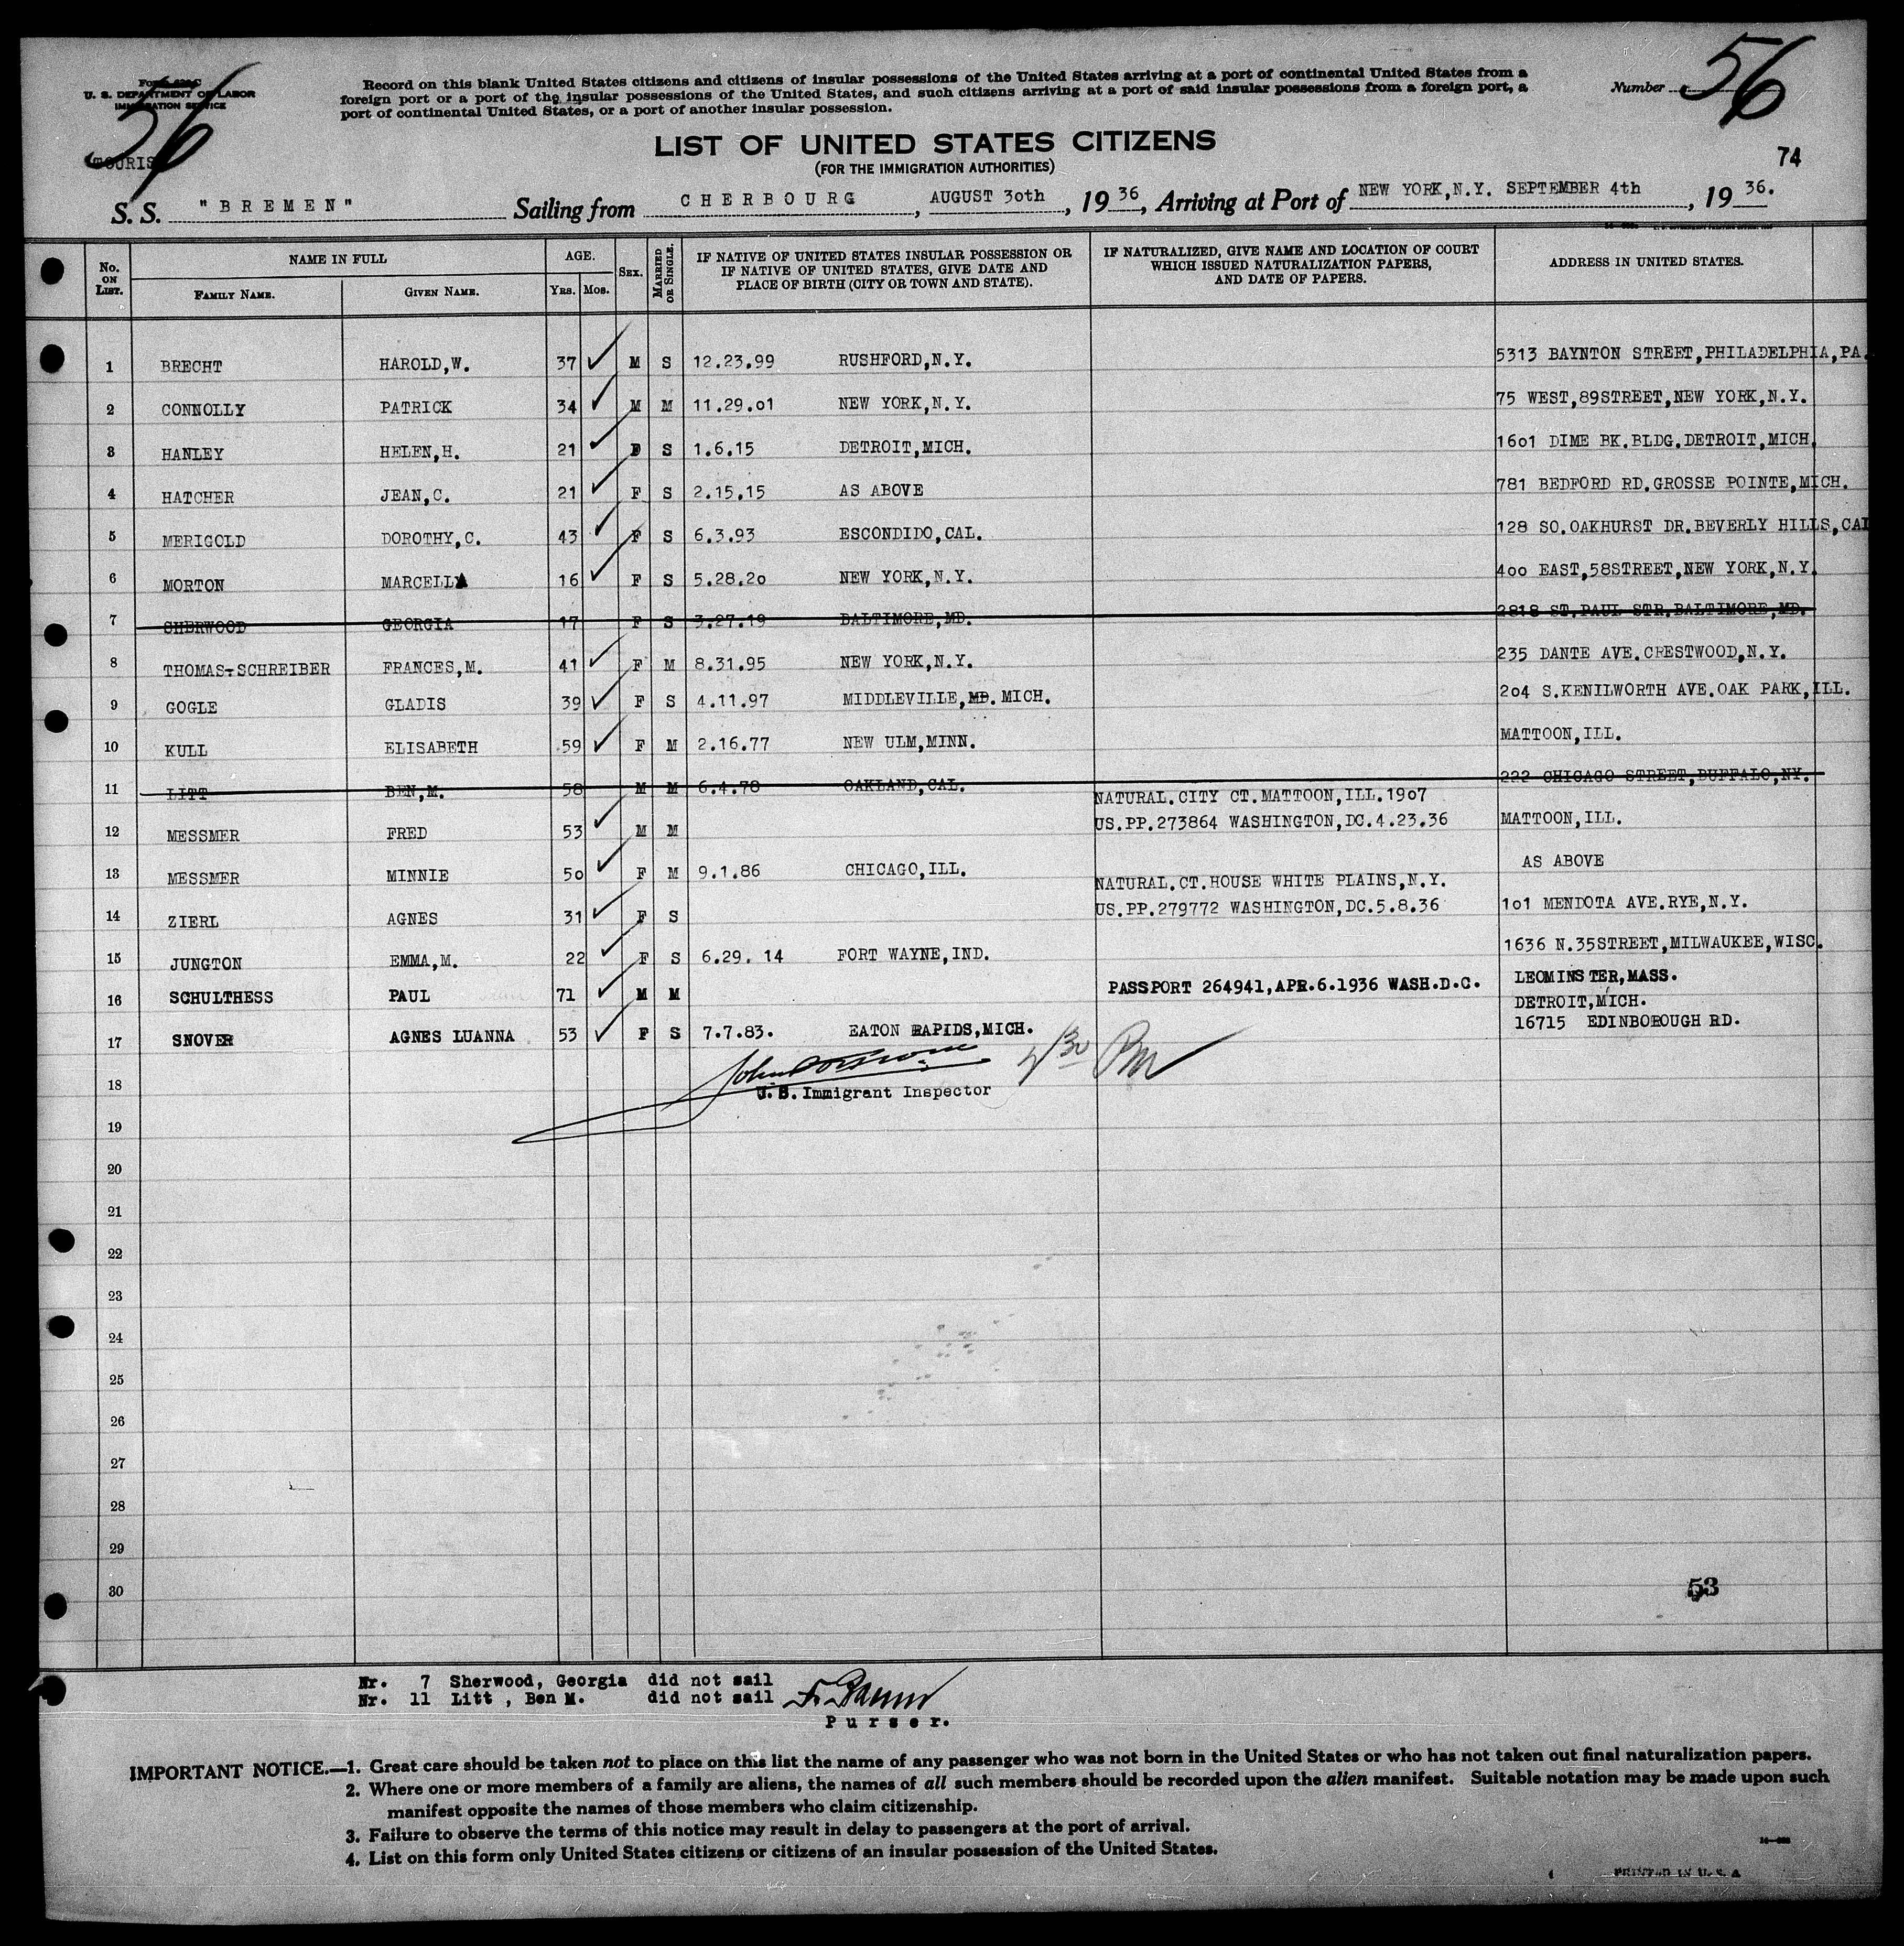 Form 630 C
U. S. DEPARTMENT OF LABOR
IMMIGRATION SERVICE
56
TOURIST
Record on this blank United States citizens and citizens of insular possessions of the United States arriving at a port of continental United States from a
foreign port or a port of the insular possessions of the United States, and such citizens arriving at a port of said insular possessions from a foreign port, a
port of continental United States, or a port of another insular possession.
Number 56
LIST OF UNITED STATES CITIZENS
(FOR THE IMMIGRATION AUTHORITIES)
74
S. S. "BREMEN" Sailing from CHERBOURG, AUGUST 30th, 1936, Arriving at Port of NEW YORK,N.Y. SEPTEMBER 4th, 1936.
No. ON LIST. NAME IN FULL FAMILY NAME. GIVEN NAME. AGE. YRS. MOS. SEX. MARRIED OR SINGLE. IF NATIVE OF UNITED STATES INSULAR POSSESSION OR IF NATIVE OF UNITED STATES, GIVE DATE AND PLACE OF BIRTH (CITY OR TOWN AND STATE). IF NATURALIZED, GIVE NAME AND LOCATION OF COURT WHICH ISSUED NATURALIZATION PAPERS, AND DATE OF PAPERS. ADDRESS IN UNITED STATES.
1 BRECHT HAROLD,W. 37 M S 12.23.99 RUSHFORD,N.Y. 5313 BAYNTON STREET,PHILADELPHIA,PA.
2 CONNOLLY PATRICK 34 M M 11.29.01 NEW YORK,N.Y. 75 WEST,89STREET,NEW YORK,N.Y.
3 HANLEY HELEN,H. 21 S 1.6.15 DETROIT,MICH. 1601 DIME BK.BLDG.DETROIT,MICH.
4 HATCHER JEAN,C. 21 F S 2.15.15 AS ABOVE 781 BEDFORD RD.GROSSE POINTE,MICH.
5 MERIGOLD DOROTHY,C. 43 F S 6.3.93 ESCONDIDO,CAL. 128 SO.OAKHURST DR.BEVERLY HILLS,CAL
6 MORTON MARCELLA 16 F S 5.28.20 NEW YORK,N.Y. 400 EAST,58STREET,NEW YORK,N.Y.
7 SHERWOOD GEORGIA 17 F S 3.27.19 BALTIMORE,MD. 2818 ST.PAUL STR.BALTIMORE,MD.
8 THOMAS-SCHREIBER FRANCES,M. 41 F M 8.31.95 NEW YORK,N.Y. 235 DANTE AVE.CRESTWOOD,N.Y.
9 GOGLE GLADIS 39 F S 4.11.97 MIDDLEVILLE,MD. MICH. 204 S.KENILWORTH AVE.OAK PARK,ILL.
10 KULL ELISABETH 59 F M 2.16.77 NEW ULM,MINN. MATTOON,ILL.
11 LITT BEN,M. 58 M M 6.4.78 OAKLAND,CAL. 222 CHICAGO STREET,BUFFALO,NY.
NATURAL.CITY CT.MATTOON,ILL.1907
12 MESSMER FRED 53 M M US.PP.273864 WASHINGTON,DC.4.23.36 MATTOON,ILL.
13 MESSMER MINNIE 50 F M 9.1.86 CHICAGO,ILL. AS ABOVE
NATURAL.CT.HOUSE WHITE PLAINS,N.Y.
14 ZIERL AGNES 31 F S US.PP.279772 WASHINGTON,DC.5.8.36 101 MENDOTA AVE.RYE,N.Y.
15 JUNGTON EMMA,M. 22 F S 6.29. 14 FORT WAYNE,IND. 1636 N.35STREET,MILWAUKEE,WISC.
16 SCHULTHESS PAUL 71 M M PASSPORT 264941,APR.6.1936 WASH.D.C. LEOMINSTER,MASS.
DETROIT,MICH.
17 SNOVER AGNES LUANNA 53 F S 7.7.83. EATON RAPIDS,MICH. 16715 EDINBOROUGH RD.
18
U.S. Immigrant Inspector
19
20
21
22
23
24
25
26
27
28
29
30
53
Nr. 7 Sherwood, Georgia did not sail
Nr. 11 Litt , Ben M. did not sail
Purser.
IMPORTANT NOTICE.—1. Great care should be taken not to place on this list the name of any passenger who was not born in the United States or who has not taken out final naturalization papers.
2. Where one or more members of a family are aliens, the names of all such members should be recorded upon the alien manifest. Suitable notation may be made upon such
manifest opposite the names of those members who claim citizenship.
3. Failure to observe the terms of this notice may result in delay to passengers at the port of arrival.
4. List on this form only United States citizens or citizens of an insular possession of the United States.
PRINTED IN U. S. A